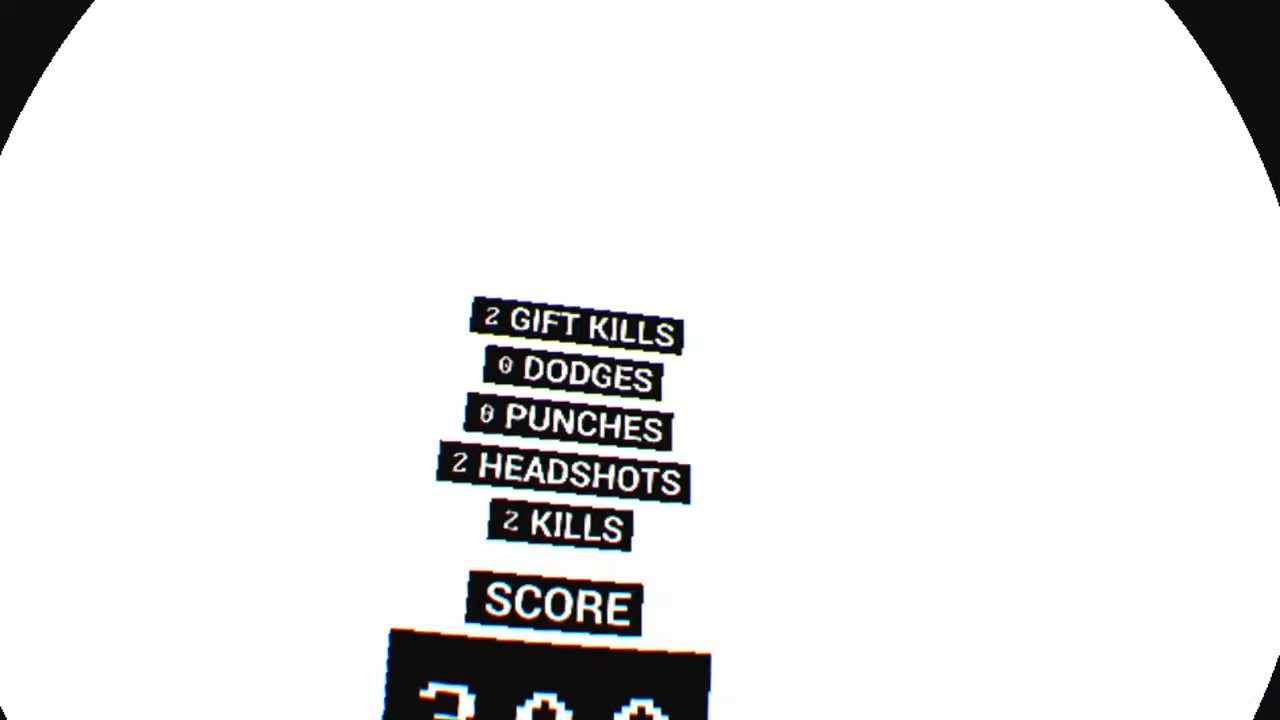 2 GIFT KILLS
0 DODGES
0 PUNCHES
2 HEADSHOTS
2 KILLS
SCORE